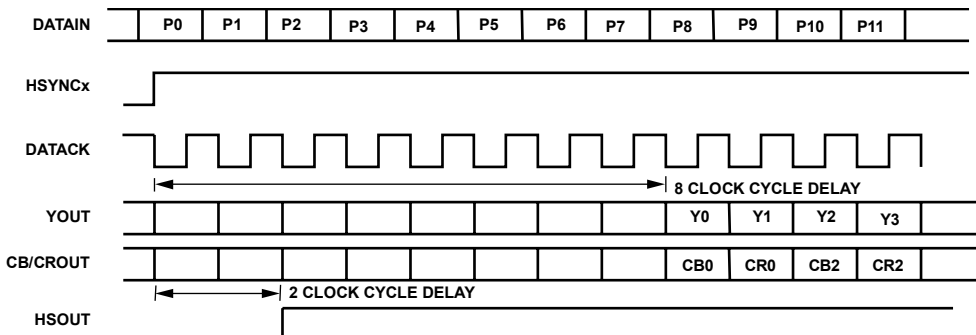 DATAIN P0 P1 P2 P3 P4 P5 P6 P7 P8 P9 P10 P11
HSYNCx
DATACK
8 CLOCK CYCLE DELAY
YOUT Y0 Y1 Y2 Y3
CB/CROUT CB0 CR0 CB2 CR2
2 CLOCK CYCLE DELAY
HSOUT